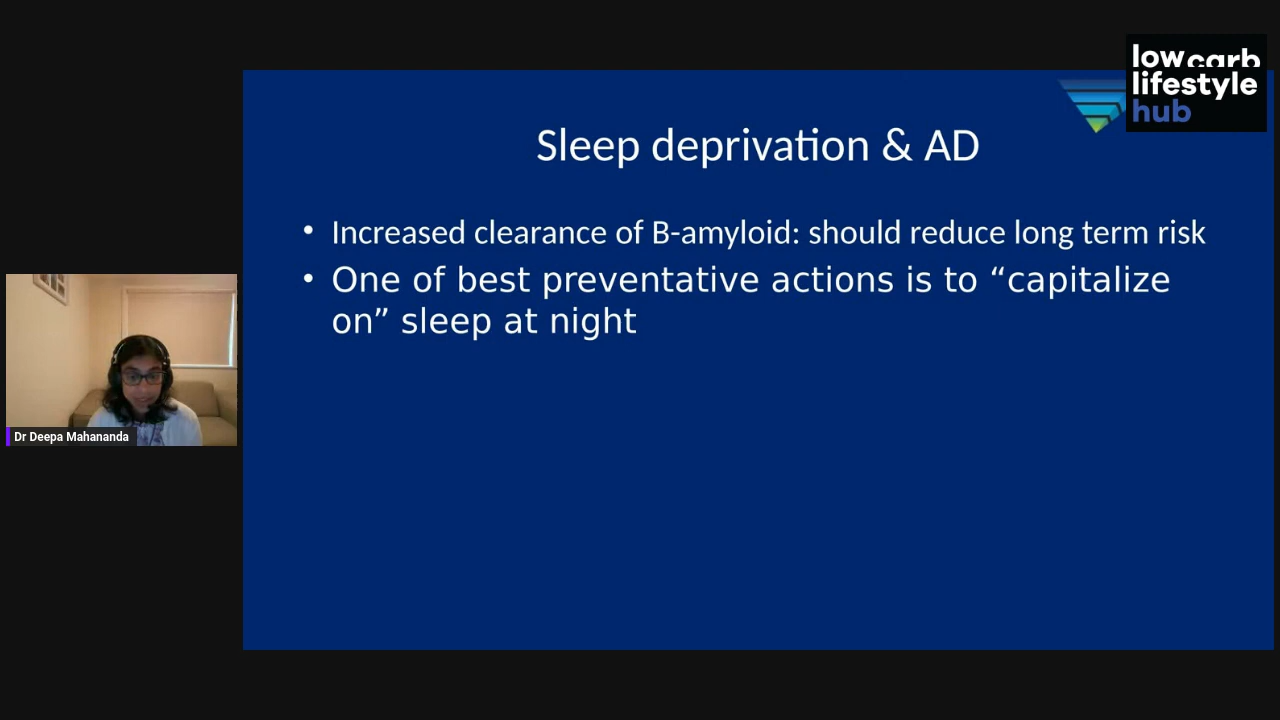 low carb
lifestyle
hub
Sleep deprivation & AD
• Increased clearance of B-amyloid: should reduce long term risk
• One of best preventative actions is to “capitalize
on” sleep at night
Dr Deepa Mahananda